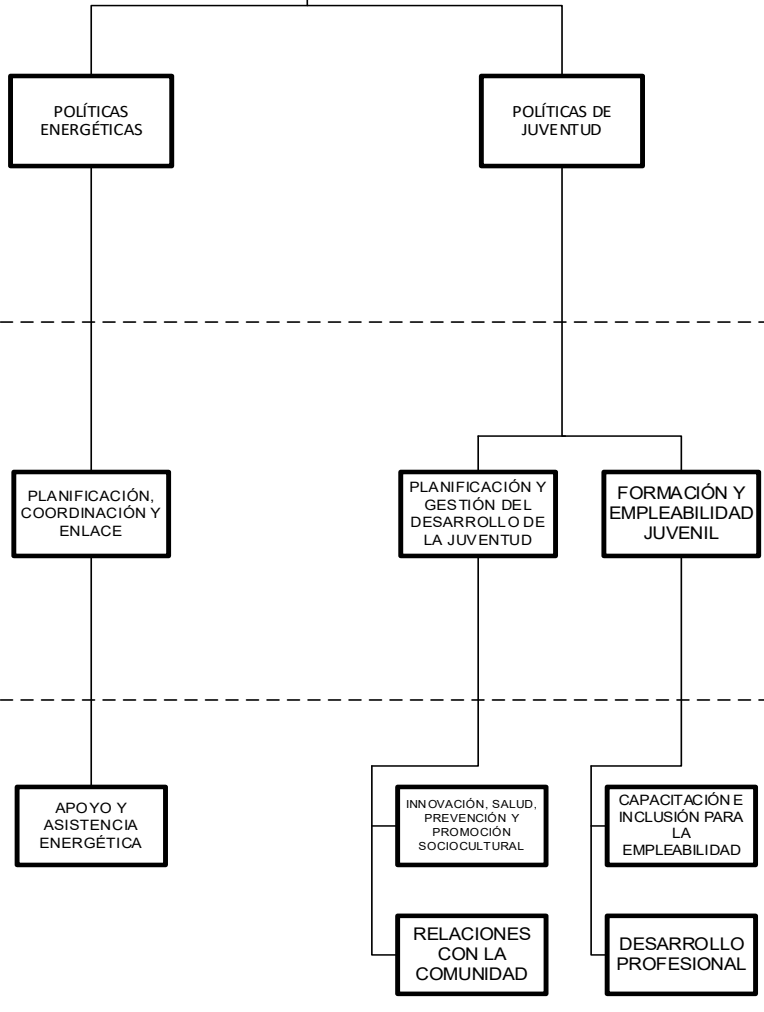 POLÍTICAS
ENERGÉTICAS
POLÍTICAS DE
JUVENTUD
PLANIFICACIÓN,
COORDINACIÓN Y
ENLACE
PLANIFICACIÓN Y
GESTIÓN DEL
DESARROLLO DE
LA JUVENTUD
FORMACIÓN Y
EMPLEABILIDAD
JUVENIL
APOYO Y
ASISTENCIA
ENERGÉTICA
INNOVACIÓN, SALUD,
PREVENCIÓN Y
PROMOCIÓN
SOCIOCULTURAL
CAPACITACIÓN E
INCLUSIÓN PARA
LA
EMPLEABILIDAD
RELACIONES
CON LA
COMUNIDAD
DESARROLLO
PROFESIONAL